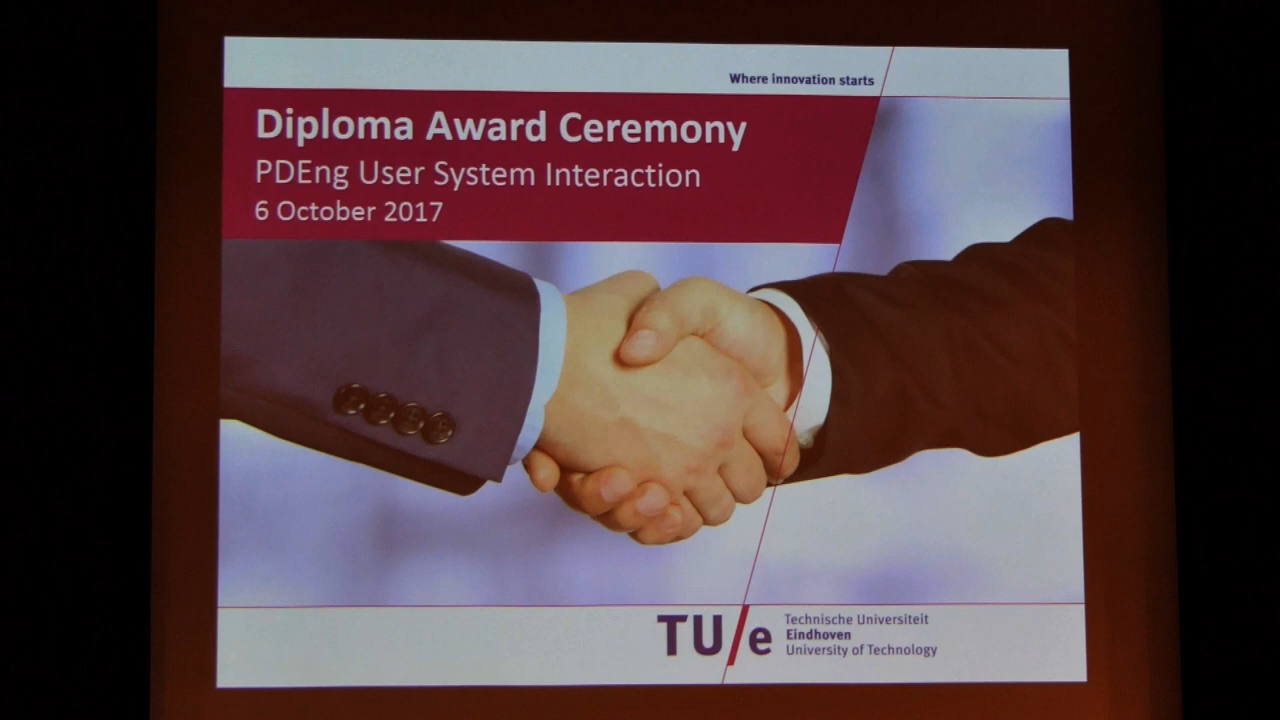 Where innovation starts
Diploma Award Ceremony
PDEng User System Interaction
6 October 2017
TU/e
Technische Universiteit
Eindhoven
University of Technology